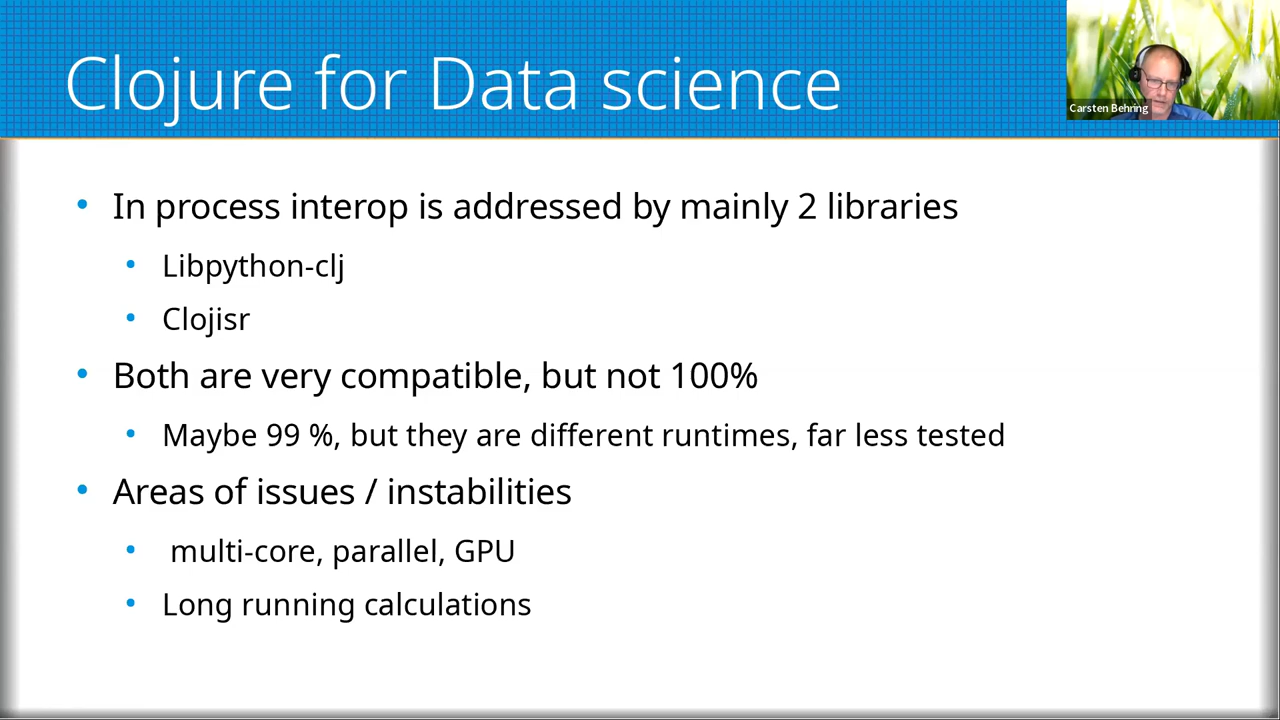 Clojure for Data science
Carsten Behring
In process interop is addressed by mainly 2 libraries
Libpython-clj
Clojisr
Both are very compatible, but not 100%
Maybe 99 %, but they are different runtimes, far less tested
Areas of issues / instabilities
multi-core, parallel, GPU
Long running calculations